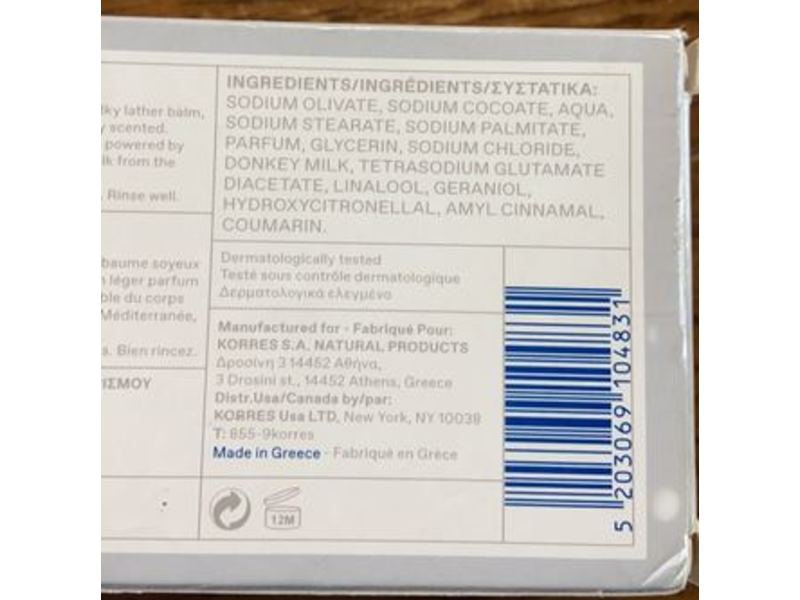 ky lather balm,
y scented.
powered by
lk from the
. Rinse well.
baume soyeux
n léger parfum
ble du corps
Méditerranée,
s. Bien rincez.
ΙΣΜΟΥ
INGREDIENTS/INGRÉDIENTS/ΣΥΣΤΑΤΙΚΑ:
SODIUM OLIVATE, SODIUM COCOATE, AQUA,
SODIUM STEARATE, SODIUM PALMITATE,
PARFUM, GLYCERIN, SODIUM CHLORIDE,
DONKEY MILK, TETRASODIUM GLUTAMATE
DIACETATE, LINALOOL, GERANIOL,
HYDROXYCITRONELLAL, AMYL CINNAMAL,
COUMARIN.
Dermatologically tested
Testé sous contrôle dermatologique
Δερματολογικά ελεγμένο
Manufactured for - Fabriqué Pour:
KORRES S.A. NATURAL PRODUCTS
Δροσίνη 3 14452 Αθήνα,
3 Drosini st., 14452 Athens, Greece
Distr.Usa/Canada by/par:
KORRES Usa LTD, New York, NY 10038
T: 855-9korres
Made in Greece - Fabriqué en Grèce
12M
5 203069 104831